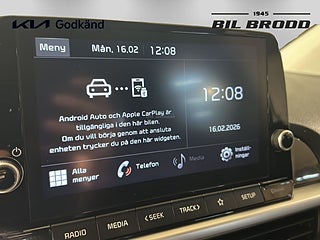 KIA Godkänd
1945
BIL BRODD
Meny
Mån, 16.02
12:08
Android Auto och Apple CarPlay är
tillgängliga i den här bilen.
Om du vill börja genom att ansluta
enheten trycker du på den här widgeten.
12:08
16.02.2026
Alla
menyer
Telefon
Media
Inställ-
ningar
RADIO
MEDIA
< SEEK
TRACK >
SETUP